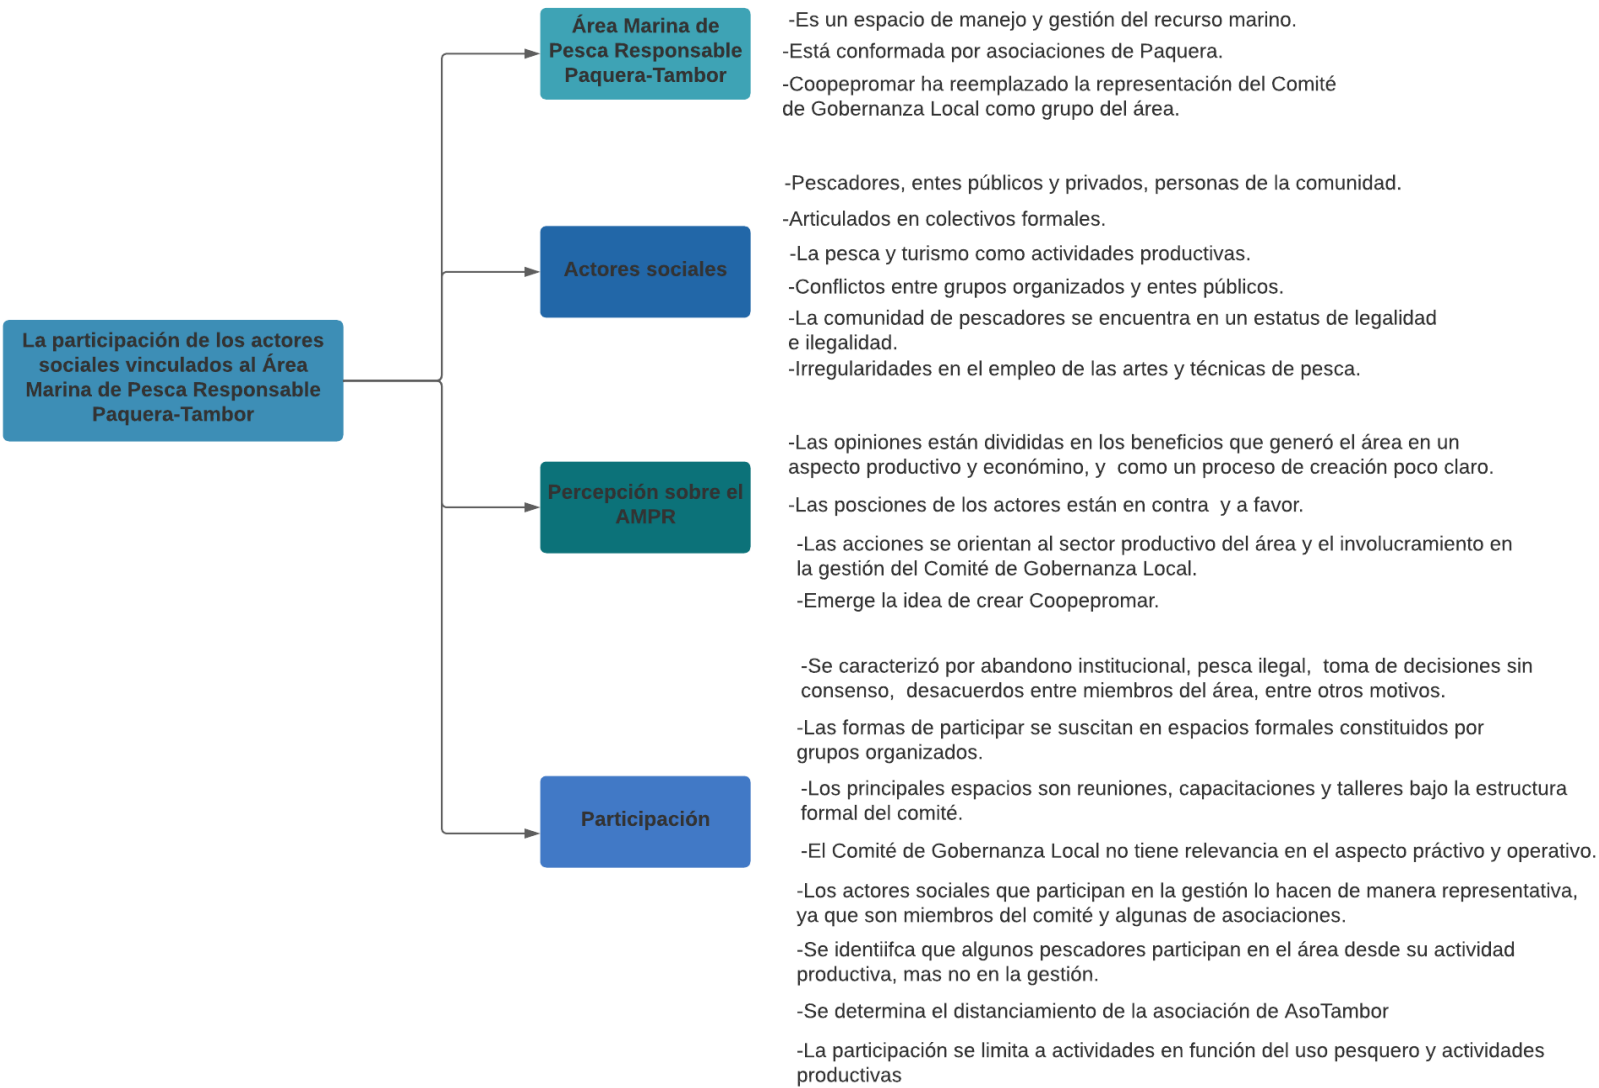 La participación de los actores
sociales vinculados al Área
Marina de Pesca Responsable
Paquera-Tambor
Área Marina de
Pesca Responsable
Paquera-Tambor
-Es un espacio de manejo y gestión del recurso marino.
-Está conformada por asociaciones de Paquera.
-Coopepromar ha reemplazado la representación del Comité
de Gobernanza Local como grupo del área.
Actores sociales
-Pescadores, entes públicos y privados, personas de la comunidad.
-Articulados en colectivos formales.
-La pesca y turismo como actividades productivas.
-Conflictos entre grupos organizados y entes públicos.
-La comunidad de pescadores se encuentra en un estatus de legalidad
e ilegalidad.
-Irregularidades en el empleo de las artes y técnicas de pesca.
Percepción sobre el
AMPR
-Las opiniones están divididas en los beneficios que generó el área en un
aspecto productivo y económino, y  como un proceso de creación poco claro.
-Las posciones de los actores están en contra  y a favor.
-Las acciones se orientan al sector productivo del área y el involucramiento en
la gestión del Comité de Gobernanza Local.
-Emerge la idea de crear Coopepromar.
Participación
-Se caracterizó por abandono institucional, pesca ilegal,  toma de decisiones sin
consenso,  desacuerdos entre miembros del área, entre otros motivos.
-Las formas de participar se suscitan en espacios formales constituidos por
grupos organizados.
-Los principales espacios son reuniones, capacitaciones y talleres bajo la estructura
formal del comité.
-El Comité de Gobernanza Local no tiene relevancia en el aspecto práctivo y operativo.
-Los actores sociales que participan en la gestión lo hacen de manera representativa,
ya que son miembros del comité y algunas de asociaciones.
-Se identiifca que algunos pescadores participan en el área desde su actividad
productiva, mas no en la gestión.
-Se determina el distanciamiento de la asociación de AsoTambor
-La participación se limita a actividades en función del uso pesquero y actividades
productivas